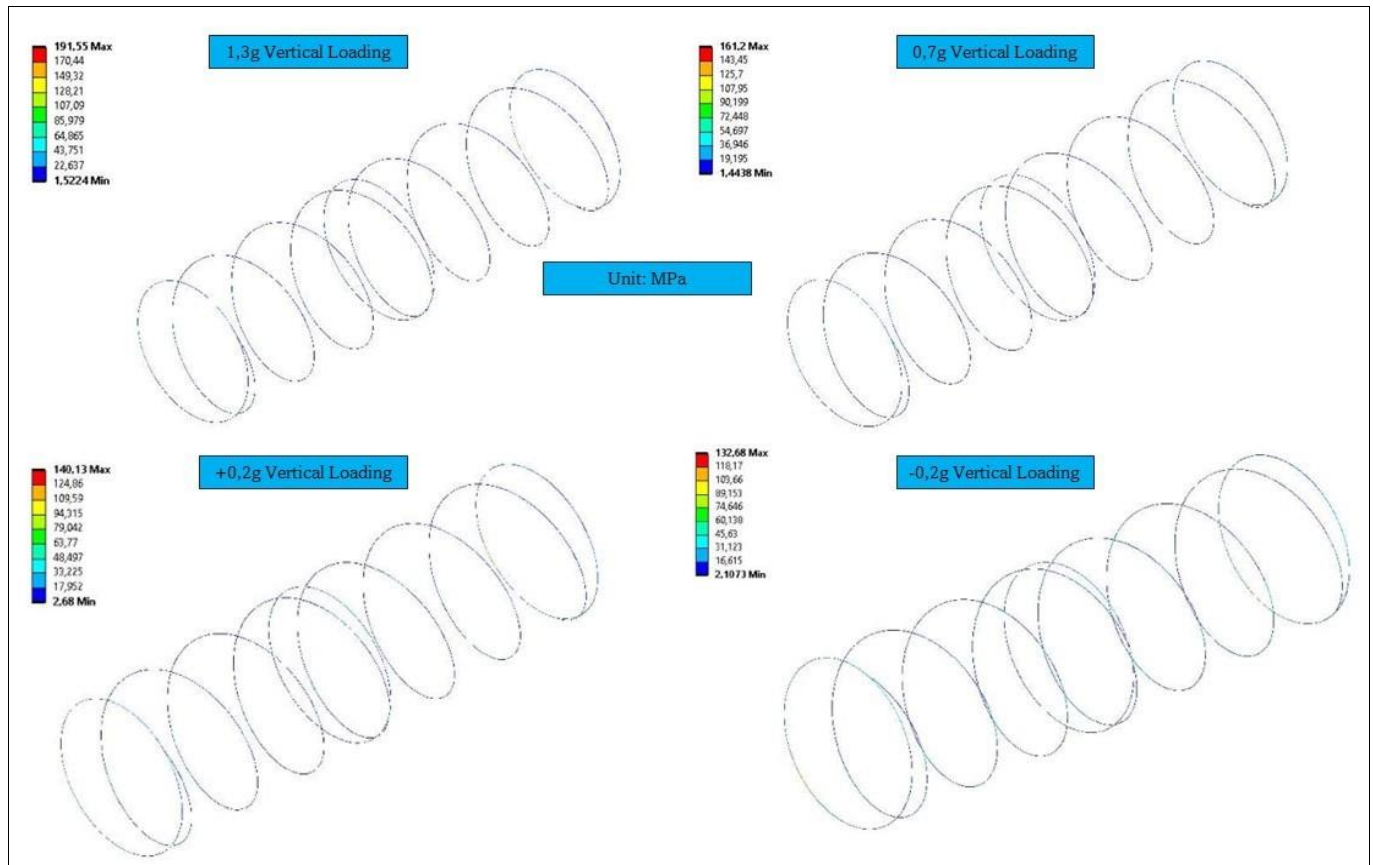 1,3g Vertical Loading
191,55 Max
170,44
149,32
128,21
107,09
85,979
64,865
43,751
22,637
1,5224 Min
0,7g Vertical Loading
161,2 Max
143,45
125,7
107,95
90,199
72,448
54,697
36,946
19,195
1,4438 Min
Unit: MPa
+0,2g Vertical Loading
140,13 Max
124,86
109,59
94,315
79,042
63,77
48,497
33,225
17,952
2,68 Min
-0,2g Vertical Loading
132,68 Max
118,17
103,66
89,153
74,646
60,138
45,63
31,123
16,615
2,1073 Min